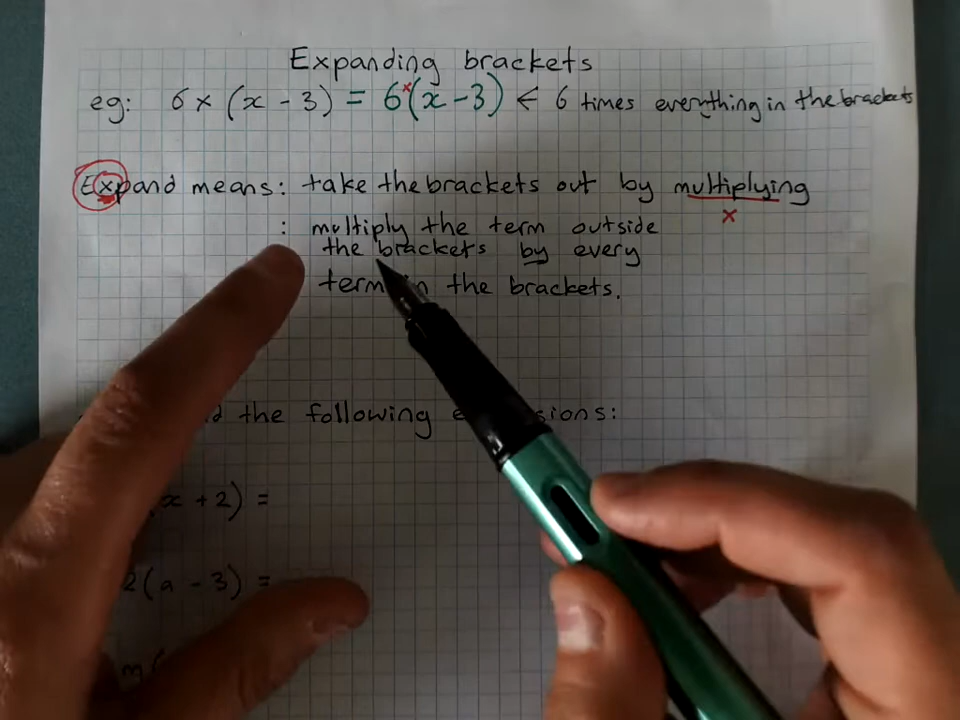 Expanding brackets
eg: 6 × (x - 3) = 6×(x - 3) ← 6 times everything in the brackets
Expand means: take the brackets out by multiplying
×
: multiply the term outside
the brackets by every
term in the brackets.
the following
x + 2) =
2(a - 3) =
m(